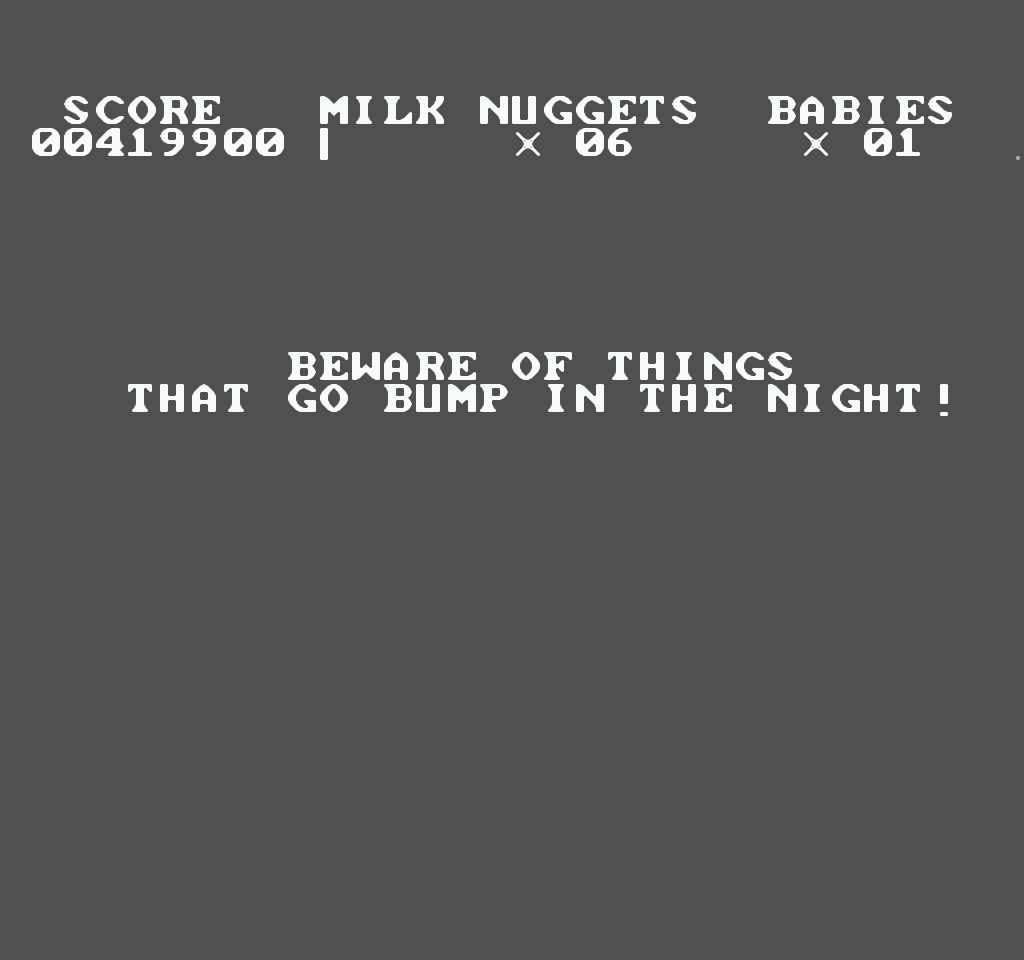 SCORE MILK NUGGETS BABIES
00419900 × 06 × 01
BEWARE OF THINGS
THAT GO BUMP IN THE NIGHT!